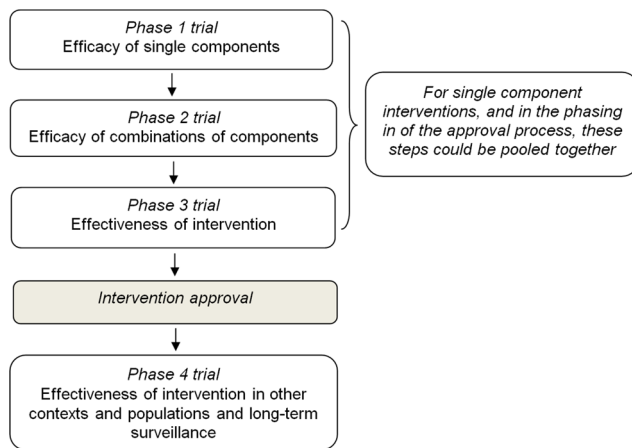 Phase 1 trial
Efficacy of single components
Phase 2 trial
Efficacy of combinations of components
Phase 3 trial
Effectiveness of intervention
For single component
interventions, and in the phasing
in of the approval process, these
steps could be pooled together
Intervention approval
Phase 4 trial
Effectiveness of intervention in other
contexts and populations and long-term
surveillance